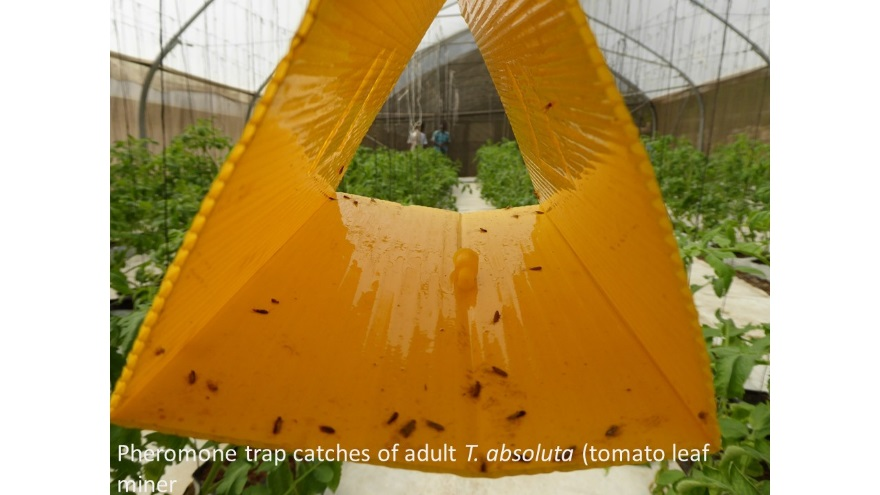 Pheromone trap catches of adult T. absoluta (tomato leaf
miner